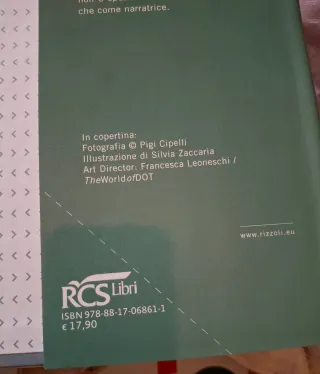 che come narratrice.
In copertina:
Fotografia © Pigi Cipelli
Illustrazione di Silvia Zaccaria
Art Director: Francesca Leoneschi /
TheWorldofDOT
www.rizzoli.eu
RCS Libri
ISBN 978-88-17-06861-1
€ 17,90